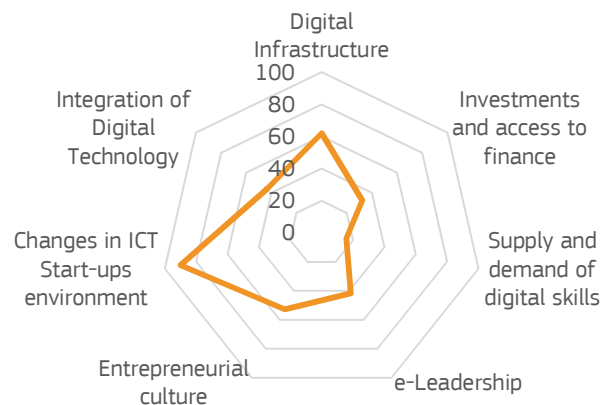 Digital
Infrastructure
100
80
60
40
20
0
Investments
and access to
finance
Supply and
demand of
digital skills
e-Leadership
Entrepreneurial
culture
Changes in ICT
Start-ups
environment
Integration of
Digital
Technology